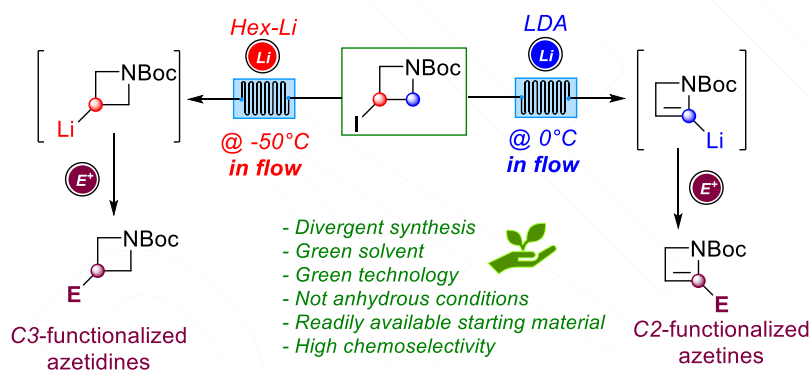 Hex-Li
Li
@ -50°C
in flow
NBoc
Li
E+
NBoc
E
C3-functionalized
azetidines
NBoc
I
LDA
Li
@ 0°C
in flow
NBoc
Li
E+
NBoc
E
C2-functionalized
azetines
- Divergent synthesis
- Green solvent
- Green technology
- Not anhydrous conditions
- Readily available starting material
- High chemoselectivity